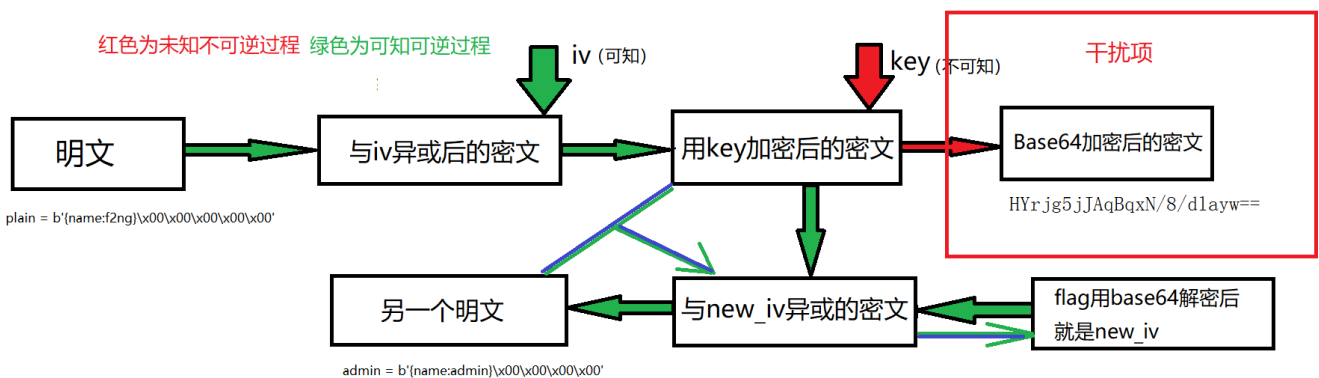 红色为未知不可逆过程 绿色为可知可逆过程
iv (可知)
key (不可知)
干扰项
明文
与iv异或后的密文
用key加密后的密文
Base64加密后的密文
plain = b'{name:f2ng}\x00\x00\x00\x00\x00'
HYrjg5jJAqBqxN/8/dlayw==
另一个明文
与new_iv异或的密文
flag用base64解密后
就是new_iv
admin = b'{name:admin}\x00\x00\x00\x00'